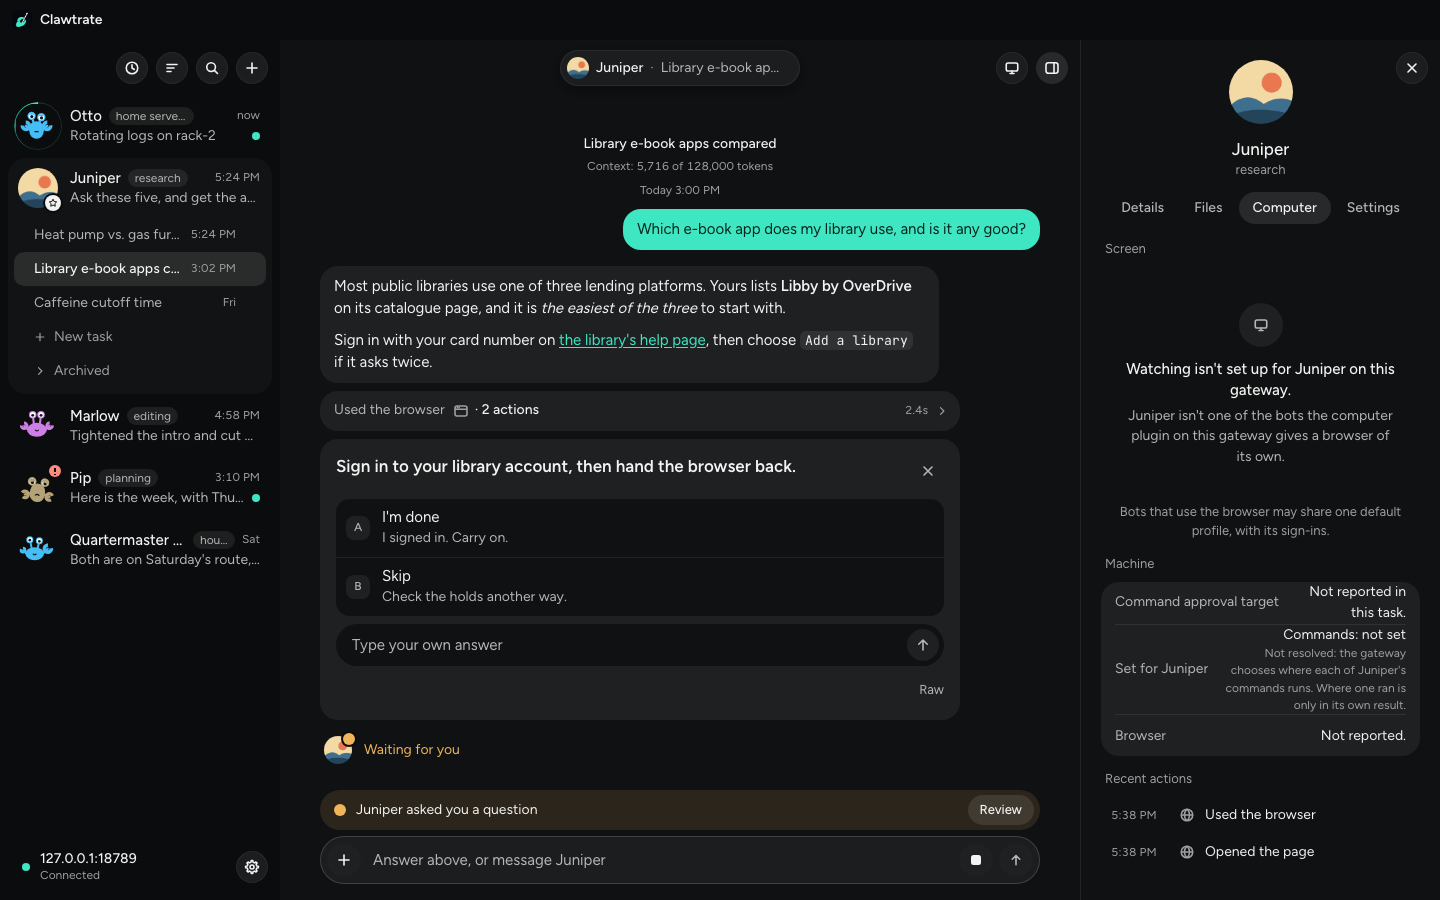 Clawtrate
Otto home serve... now
Rotating logs on rack-2
Juniper research 5:24 PM
Ask these five, and get the a...
Heat pump vs. gas fur... 5:24 PM
Library e-book apps c... 3:02 PM
Caffeine cutoff time Fri
New task
Archived
Marlow editing 4:58 PM
Tightened the intro and cut ...
Pip planning 3:10 PM
Here is the week, with Thu...
Quartermaster ... hou... Sat
Both are on Saturday's route,...
127.0.0.1:18789
Connected
Juniper · Library e-book ap...
Library e-book apps compared
Context: 5,716 of 128,000 tokens
Today 3:00 PM
Which e-book app does my library use, and is it any good?
Most public libraries use one of three lending platforms. Yours lists Libby by OverDrive
on its catalogue page, and it is the easiest of the three to start with.
Sign in with your card number on the library's help page, then choose Add a library
if it asks twice.
Used the browser · 2 actions 2.4s
Sign in to your library account, then hand the browser back.
A I'm done
I signed in. Carry on.
B Skip
Check the holds another way.
Type your own answer
Raw
Waiting for you
Juniper asked you a question Review
Answer above, or message Juniper
Juniper
research
Details Files Computer Settings
Screen
Watching isn't set up for Juniper on this
gateway.
Juniper isn't one of the bots the computer
plugin on this gateway gives a browser of
its own.
Bots that use the browser may share one default
profile, with its sign-ins.
Machine
Command approval target Not reported in
this task.
Set for Juniper Commands: not set
Not resolved: the gateway
chooses where each of Juniper's
commands runs. Where one ran is
only in its own result.
Browser Not reported.
Recent actions
5:38 PM Used the browser
5:38 PM Opened the page